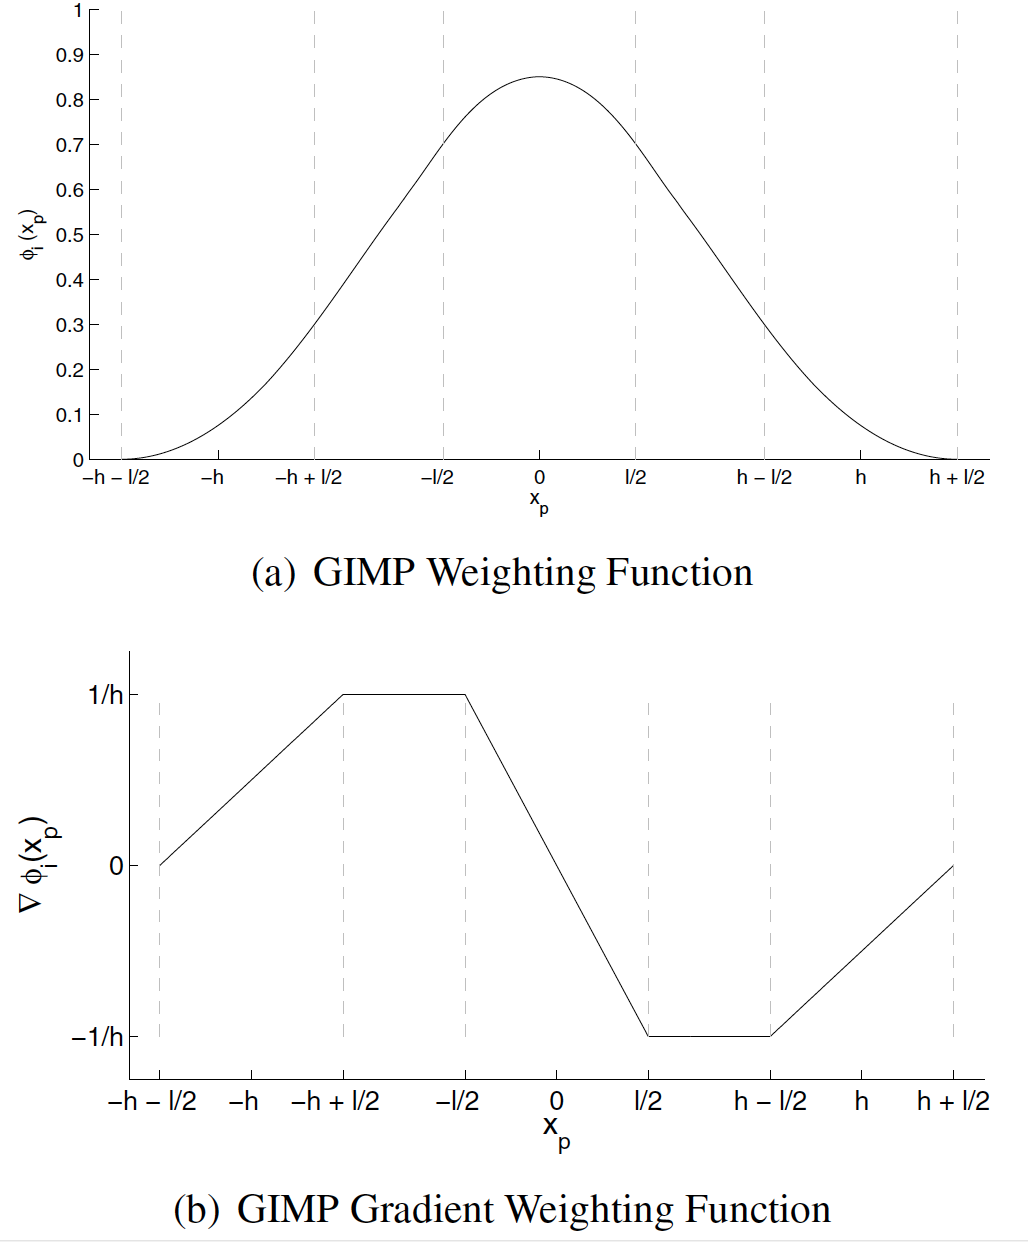 1
0.9
0.8
0.7
0.6
0.5
0.4
0.3
0.2
0.1
0
ϕi (xp)
−h − l/2 −h −h + l/2 −l/2 0 l/2 h − l/2 h h + l/2
xp
(a) GIMP Weighting Function
1/h
0
−1/h
∇ ϕi(xp)
−h − l/2 −h −h + l/2 −l/2 0 l/2 h − l/2 h h + l/2
xp
(b) GIMP Gradient Weighting Function